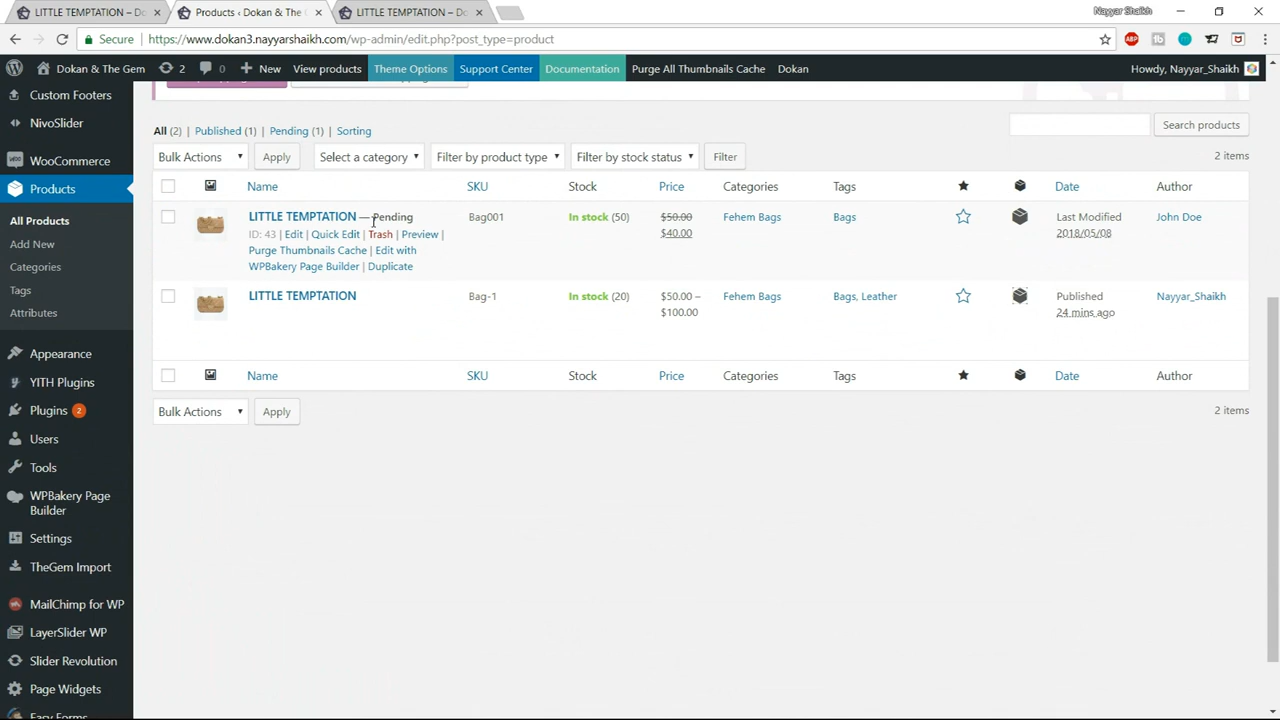 LITTLE TEMPTATION – Do
Products ‹ Dokan & The
LITTLE TEMPTATION – Do
Nayyar Shaikh
Secure | https://www.dokan3.nayyarshaikh.com/wp-admin/edit.php?post_type=product
Dokan & The Gem 2 0 New View products Theme Options Support Center Documentation Purge All Thumbnails Cache Dokan Howdy, Nayyar_Shaikh
Custom Footers
NivoSlider
WooCommerce
Products
All Products
Add New
Categories
Tags
Attributes
Appearance
YITH Plugins
Plugins 2
Users
Tools
WPBakery Page
Builder
Settings
TheGem Import
MailChimp for WP
LayerSlider WP
Slider Revolution
Page Widgets
Easy Forms
All (2) | Published (1) | Pending (1) | Sorting
Search products
Bulk Actions Apply Select a category Filter by product type Filter by stock status Filter 2 items
Name SKU Stock Price Categories Tags Date Author
LITTLE TEMPTATION — Pending Bag001 In stock (50) $50.00 Fehem Bags Bags Last Modified John Doe
ID: 43 | Edit | Quick Edit | Trash | Preview | $40.00 2018/05/08
Purge Thumbnails Cache | Edit with
WPBakery Page Builder | Duplicate
LITTLE TEMPTATION Bag-1 In stock (20) $50.00 – Fehem Bags Bags, Leather Published Nayyar_Shaikh
$100.00 24 mins ago
Name SKU Stock Price Categories Tags Date Author
Bulk Actions Apply 2 items